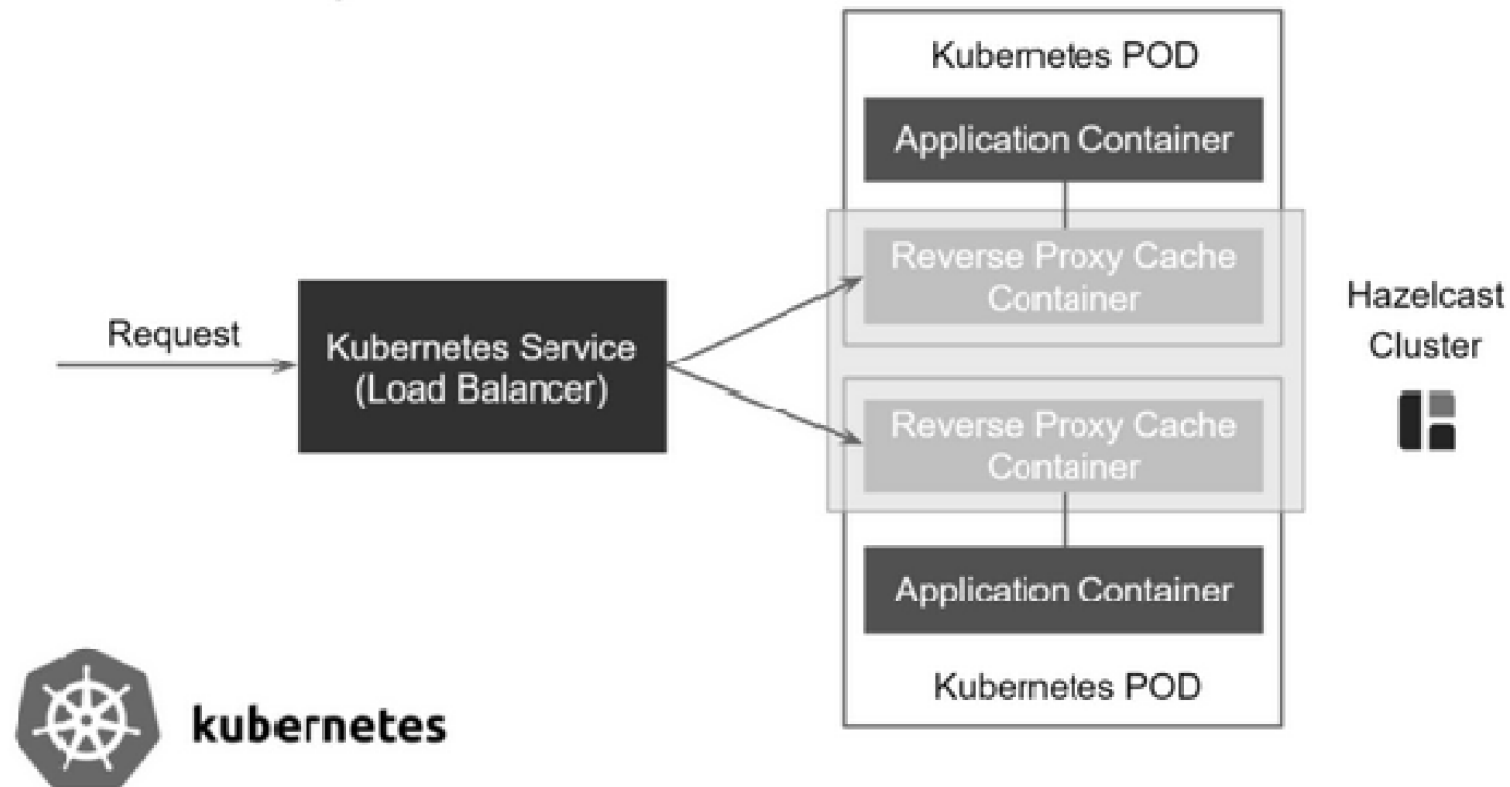 Kubernetes POD
Application Container
Reverse Proxy Cache
Container
Request
Kubernetes Service
(Load Balancer)
Hazelcast
Cluster
Reverse Proxy Cache
Container
Application Container
Kubernetes POD
kubernetes